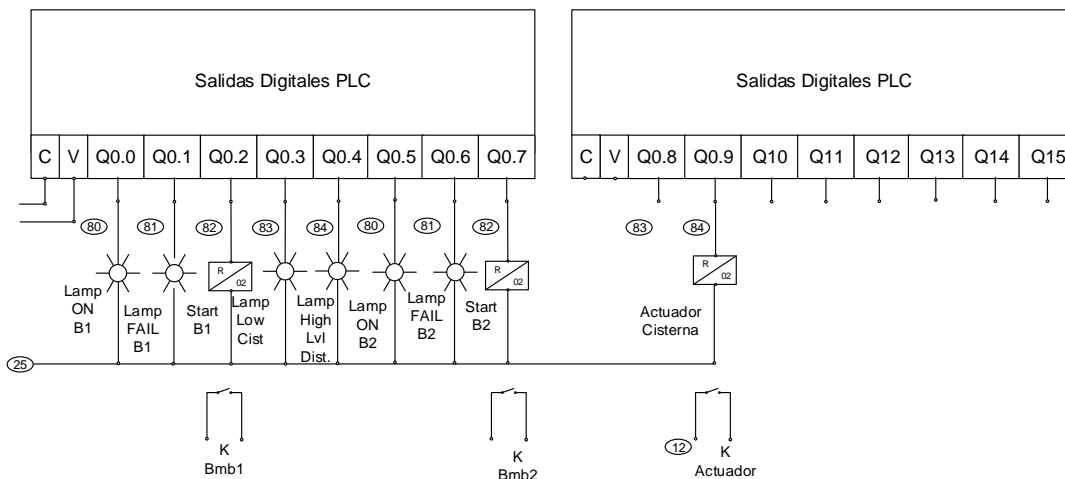 Salidas Digitales PLC
Salidas Digitales PLC
C V Q0.0 Q0.1 Q0.2 Q0.3 Q0.4 Q0.5 Q0.6 Q0.7
C V Q0.8 Q0.9 Q10 Q11 Q12 Q13 Q14 Q15
80 81 82 83 84 80 81 82 83 84
R 02
R 02
R 02
Lamp
ON
B1
Lamp
FAIL
B1
Start
B1
Lamp
Low
Cist
Lamp
High
Lvl
Dist.
Lamp
ON
B2
Lamp
FAIL
B2
Start
B2
Actuador
Cisterna
25
K
Bmb1
K
Bmb2
12
K
Actuador